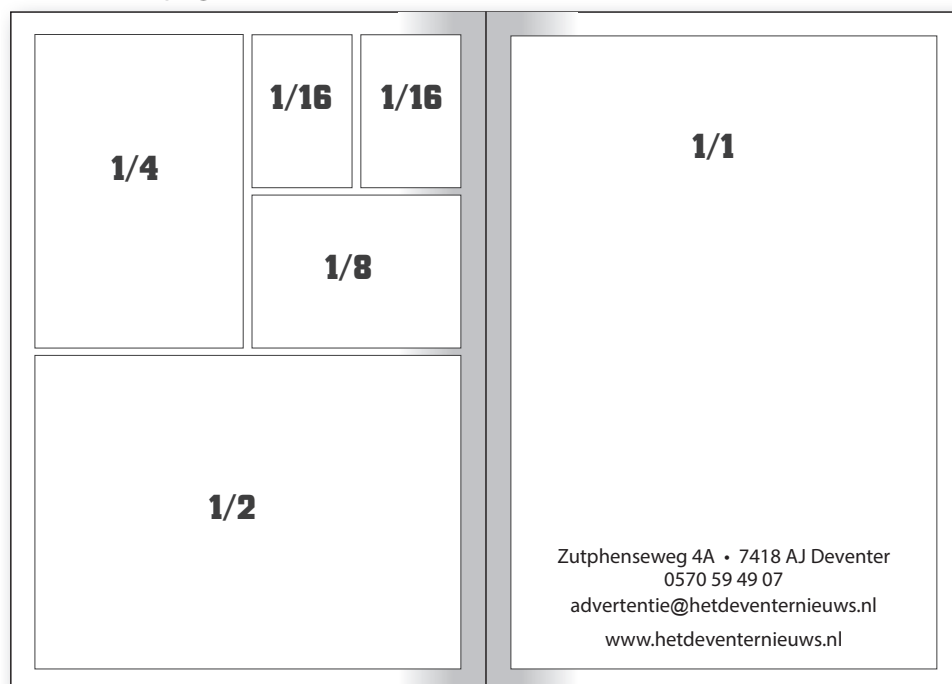 1/4
1/16
1/16
1/8
1/2
1/1
Zutphenseweg 4A • 7418 AJ Deventer
0570 59 49 07
advertentie@hetdeventernieuws.nl
www.hetdeventernieuws.nl